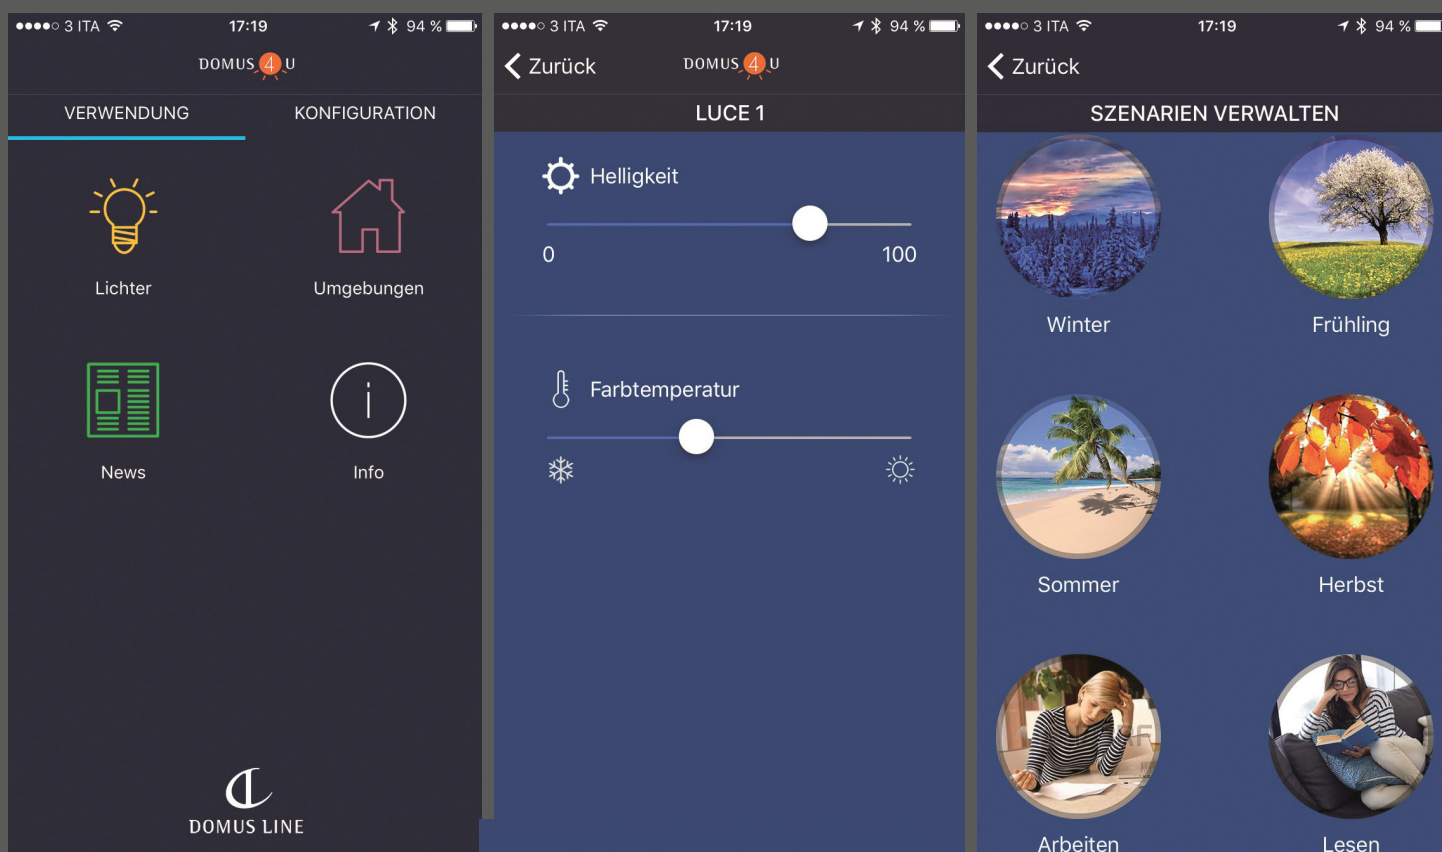 3 ITA 17:19 94 %
DOMUS 4 U
VERWENDUNG KONFIGURATION
Lichter Umgebungen
News Info
DOMUS LINE
3 ITA 17:19 94 %
Zurück DOMUS 4 U
LUCE 1
Helligkeit
0 100
Farbtemperatur
3 ITA 17:19 94 %
Zurück
SZENARIEN VERWALTEN
Winter Frühling
Sommer Herbst
Arbeiten Lesen